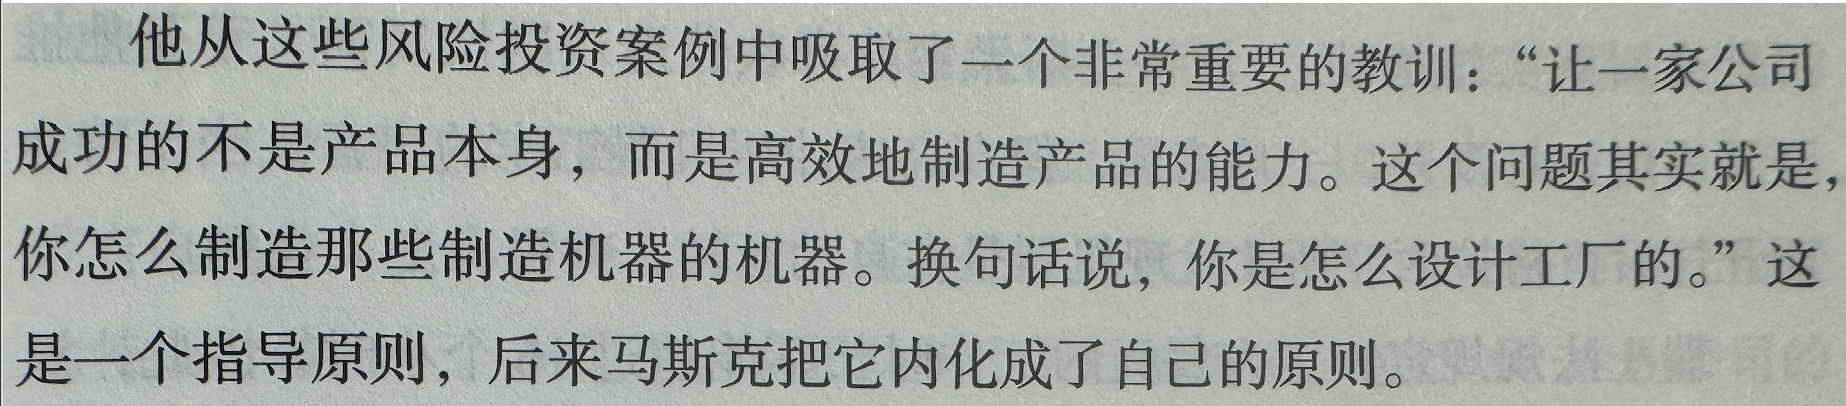 他从这些风险投资案例中吸取了一个非常重要的教训：“让一家公司
成功的不是产品本身，而是高效地制造产品的能力。这个问题其实就是，
你怎么制造那些制造机器的机器。换句话说，你是怎么设计工厂的。”这
是一个指导原则，后来马斯克把它内化成了自己的原则。